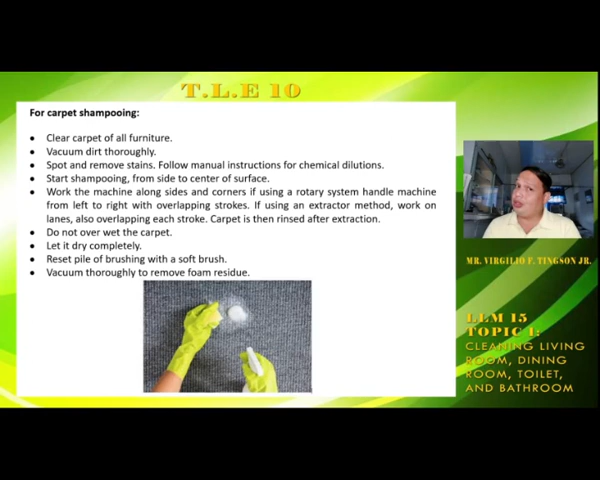 T.L.E 10
For carpet shampooing:
• Clear carpet of all furniture.
• Vacuum dirt thoroughly.
• Spot and remove stains. Follow manual instructions for chemical dilutions.
• Start shampooing, from side to center of surface.
• Work the machine along sides and corners if using a rotary system handle machine
from left to right with overlapping strokes. If using an extractor method, work on
lanes, also overlapping each stroke. Carpet is then rinsed after extraction.
• Do not over wet the carpet.
• Let it dry completely.
• Reset pile of brushing with a soft brush.
• Vacuum thoroughly to remove foam residue.
MR. VIRGILIO F. TINGSON JR.
LLM 15
TOPIC 1:
CLEANING LIVING
ROOM, DINING
ROOM, TOILET,
AND BATHROOM